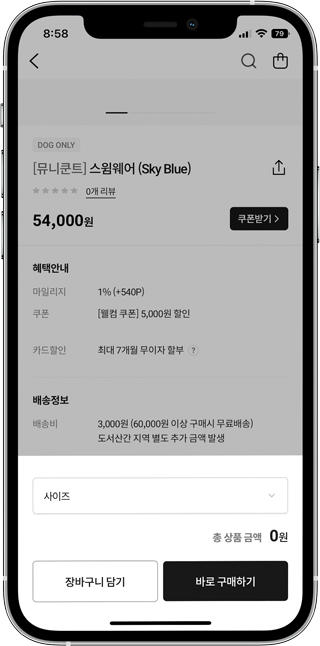 8:58
79
DOG ONLY
[뮤니쿤트] 스윔웨어 (Sky Blue)
0개 리뷰
54,000원
쿠폰받기 >
혜택안내
마일리지 1% (+540P)
쿠폰 [웰컴 쿠폰] 5,000원 할인
카드할인 최대 7개월 무이자 할부 ?
배송정보
배송비 3,000원 (60,000원 이상 구매시 무료배송)
도서산간 지역 별도 추가 금액 발생
사이즈
총 상품 금액 0원
장바구니 담기 바로 구매하기